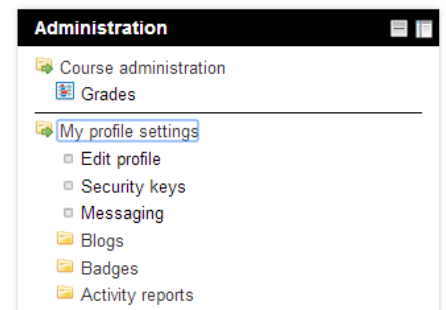 Administration
Course administration
Grades
My profile settings
Edit profile
Security keys
Messaging
Blogs
Badges
Activity reports